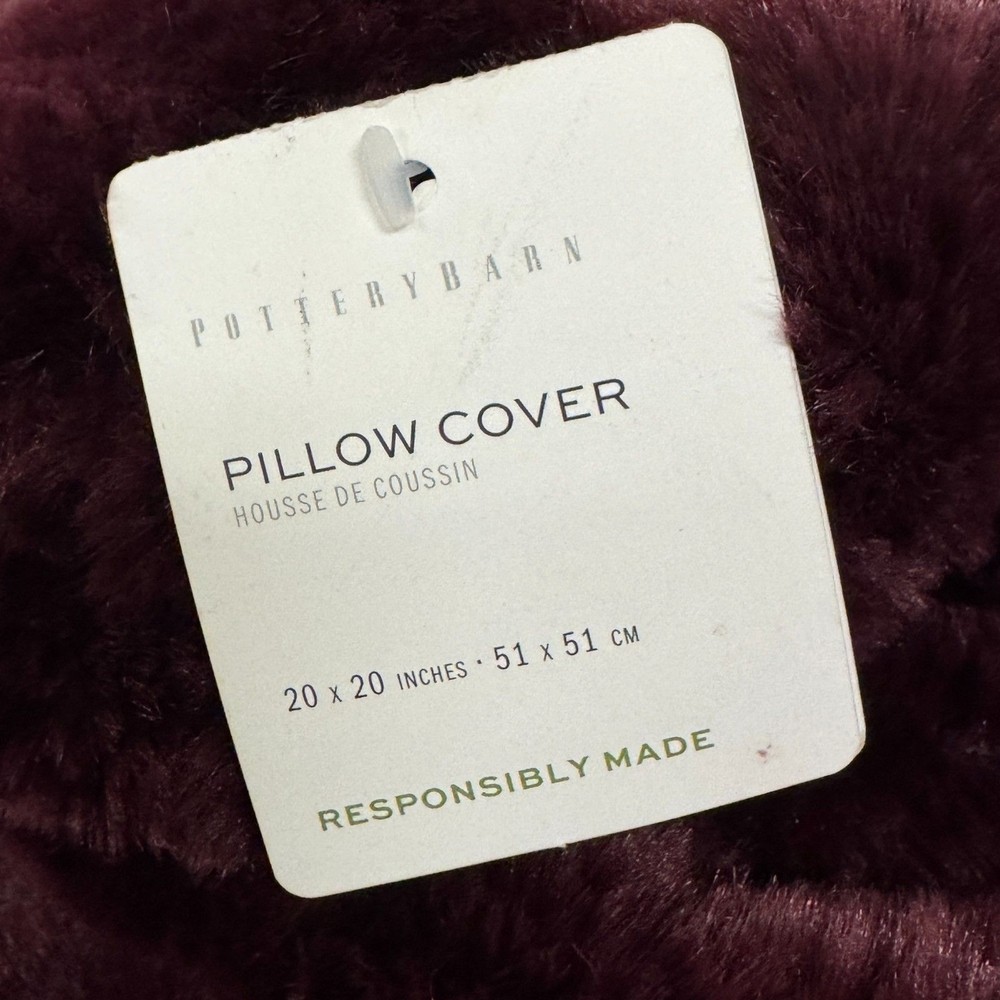 POTTERYBARN
PILLOW COVER
HOUSSE DE COUSSIN
20 x 20 INCHES · 51 x 51 CM
RESPONSIBLY MADE